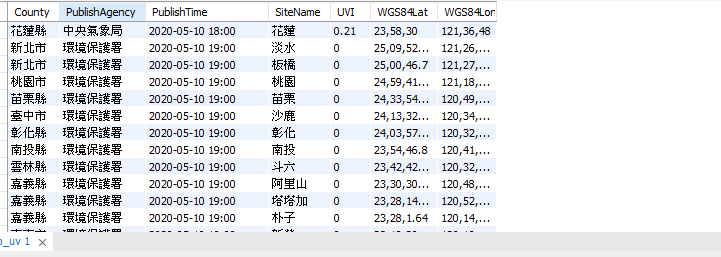 County PublishAgency PublishTime SiteName UVI WGS84Lat WGS84Lon
花蓮縣 中央氣象局 2020-05-10 18:00 花蓮 0.21 23,58,30 121,36,48
新北市 環境保護署 2020-05-10 19:00 淡水 0 25,09,52... 121,26,...
新北市 環境保護署 2020-05-10 19:00 板橋 0 25,00,46.7 121,27,...
桃園市 環境保護署 2020-05-10 19:00 桃園 0 24,59,41... 121,18,...
苗栗縣 環境保護署 2020-05-10 19:00 苗栗 0 24,33,54... 120,49,...
臺中市 環境保護署 2020-05-10 19:00 沙鹿 0 24,13,32... 120,34,...
彰化縣 環境保護署 2020-05-10 19:00 彰化 0 24,03,57... 120,32,...
南投縣 環境保護署 2020-05-10 19:00 南投 0 23,54,46.8 120,41,...
雲林縣 環境保護署 2020-05-10 19:00 斗六 0 23,42,42... 120,32,...
嘉義縣 環境保護署 2020-05-10 19:00 阿里山 0 23,30,30... 120,48,...
嘉義縣 環境保護署 2020-05-10 19:00 塔塔加 0 23,28,14... 120,52,...
嘉義縣 環境保護署 2020-05-10 19:00 朴子 0 23,28,1.64 120,14,...
_uv 1